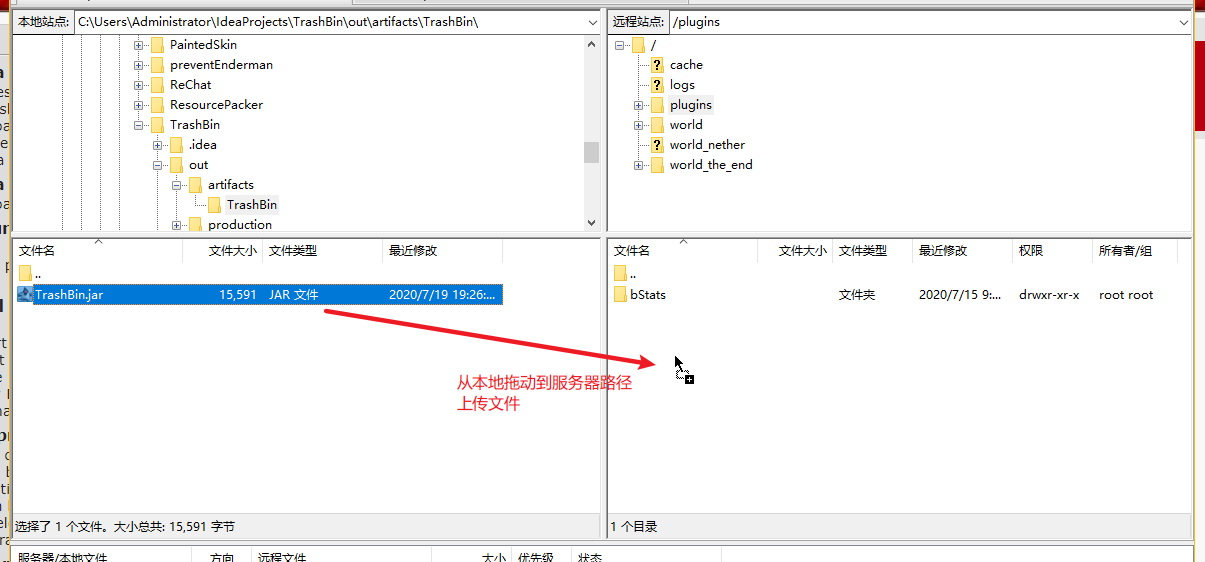 本地站点: C:\Users\Administrator\IdeaProjects\TrashBin\out\artifacts\TrashBin\
PaintedSkin
preventEnderman
ReChat
ResourcePacker
TrashBin
.idea
out
artifacts
TrashBin
production
远程站点: /plugins
/
cache
logs
plugins
world
world_nether
world_the_end
文件名 文件大小 文件类型 最近修改
..
TrashBin.jar 15,591 JAR 文件 2020/7/19 19:26:...
选择了 1 个文件。大小总共: 15,591 字节
文件名 文件大小 文件类型 最近修改 权限 所有者/组
..
bStats 文件夹 2020/7/15 9:... drwxr-xr-x root root
从本地拖动到服务器路径
上传文件
1 个目录
服务器/本地文件 方向 远程文件 大小 优先级 状态